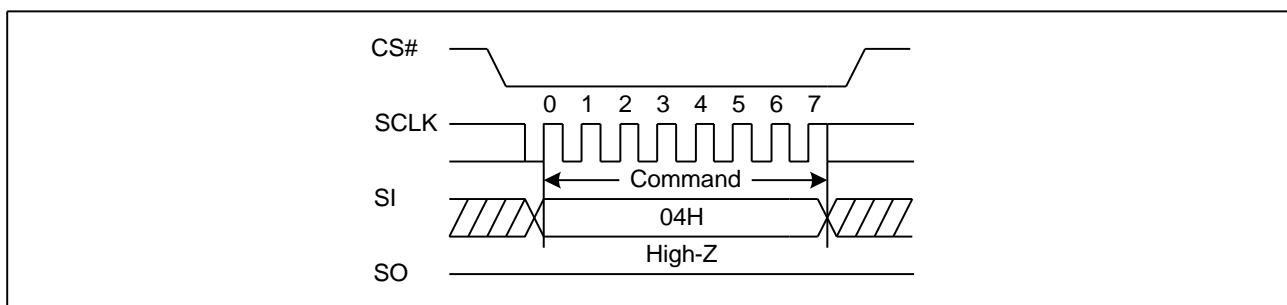 CS#
0 1 2 3 4 5 6 7
SCLK
Command
SI
04H
High-Z
SO